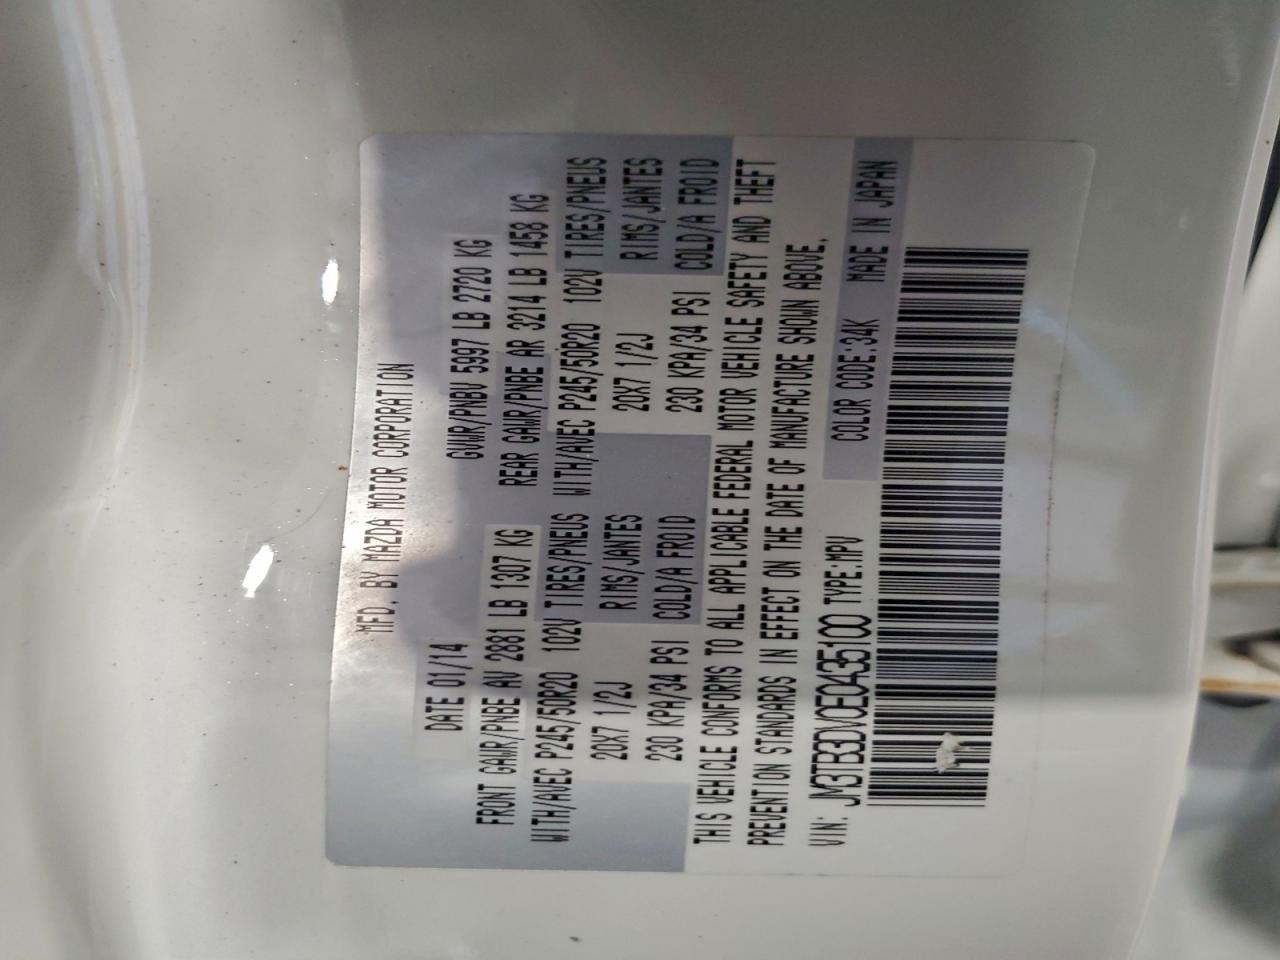 MFD. BY MAZDA MOTOR CORPORATION
DATE 01/14 GVWR/PNBV 5997 LB 2720 KG
FRONT GAWR/PNBE AV 2881 LB 1307 KG REAR GAWR/PNBE AR 3214 LB 1458 KG
WITH/AVEC P245/50R20 102V TIRES/PNEUS WITH/AVEC P245/50R20 102V TIRES/PNEUS
20X7 1/2J RIMS/JANTES 20X7 1/2J RIMS/JANTES
230 KPA/34 PSI COLD/A FROID 230 KPA/34 PSI COLD/A FROID
THIS VEHICLE CONFORMS TO ALL APPLICABLE FEDERAL MOTOR VEHICLE SAFETY AND THEFT
PREVENTION STANDARDS IN EFFECT ON THE DATE OF MANUFACTURE SHOWN ABOVE.
VIN: JM3TB3DV0E0435100 TYPE:MPV COLOR CODE:34K MADE IN JAPAN